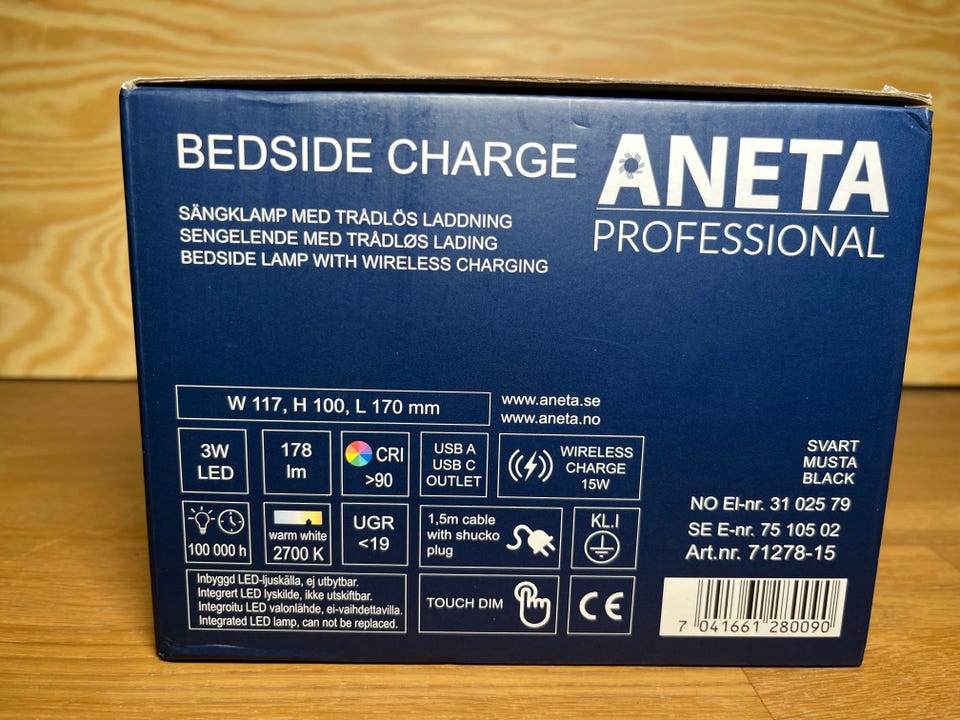 BEDSIDE CHARGE
ANETA
PROFESSIONAL
SÄNGKLAMP MED TRÅDLÖS LADDNING
SENGELENDE MED TRÅDLØS LADING
BEDSIDE LAMP WITH WIRELESS CHARGING
W 117, H 100, L 170 mm
www.aneta.se
www.aneta.no
3W
LED
178
lm
CRI
>90
USB A
USB C
OUTLET
WIRELESS
CHARGE
15W
SVART
MUSTA
BLACK
100 000 h
warm white
2700 K
UGR
<19
1,5m cable
with shucko
plug
KL.I
NO El-nr. 31 025 79
SE E-nr. 75 105 02
Art.nr. 71278-15
Inbyggd LED-ljuskälla, ej utbytbar.
Integrert LED lyskilde, ikke utskiftbar.
Integroitu LED valonlähde, ei-vaihdettavilla.
Integrated LED lamp, can not be replaced.
TOUCH DIM
CE
7 041661 280090